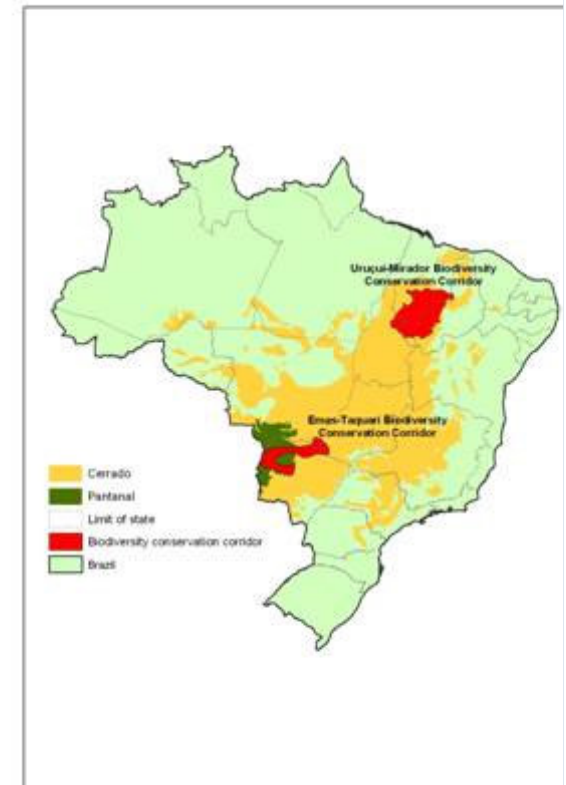 Uruçuí-Mirador Biodiversity
Conservation Corridor
Emas-Taquari Biodiversity
Conservation Corridor
Cerrado
Pantanal
Limit of state
Biodiversity conservation corridor
Brazil